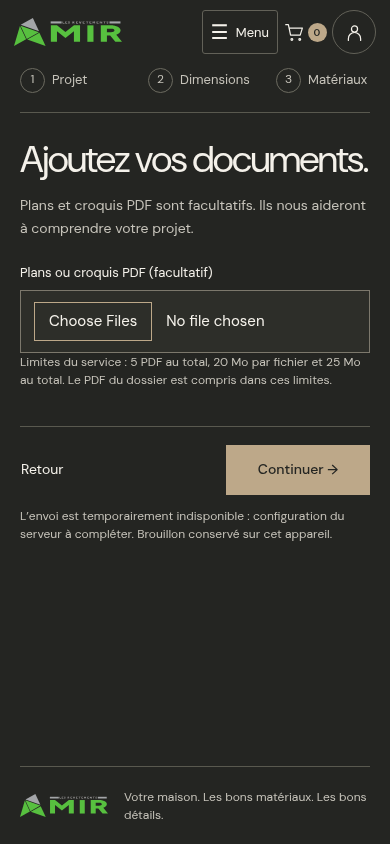 LES REVÊTEMENTS
MIR
Menu
0
1 Projet
2 Dimensions
3 Matériaux
Ajoutez vos documents.
Plans et croquis PDF sont facultatifs. Ils nous aideront
à comprendre votre projet.
Plans ou croquis PDF (facultatif)
Choose Files No file chosen
Limites du service : 5 PDF au total, 20 Mo par fichier et 25 Mo
au total. Le PDF du dossier est compris dans ces limites.
Retour
Continuer →
L’envoi est temporairement indisponible : configuration du
serveur à compléter. Brouillon conservé sur cet appareil.
LES REVÊTEMENTS
MIR
Votre maison. Les bons matériaux. Les bons
détails.